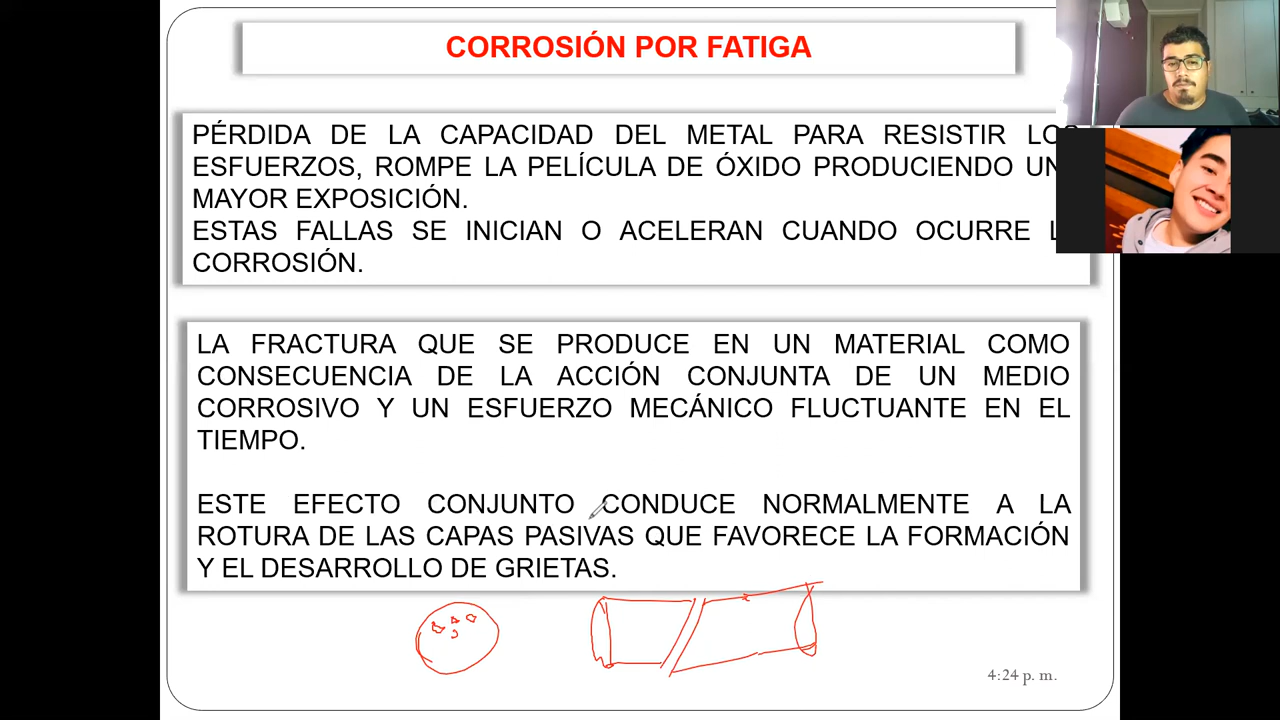 CORROSIÓN POR FATIGA
PÉRDIDA DE LA CAPACIDAD DEL METAL PARA RESISTIR LOS
ESFUERZOS, ROMPE LA PELÍCULA DE ÓXIDO PRODUCIENDO UN
MAYOR EXPOSICIÓN.
ESTAS FALLAS SE INICIAN O ACELERAN CUANDO OCURRE
CORROSIÓN.
LA FRACTURA QUE SE PRODUCE EN UN MATERIAL COMO
CONSECUENCIA DE LA ACCIÓN CONJUNTA DE UN MEDIO
CORROSIVO Y UN ESFUERZO MECÁNICO FLUCTUANTE EN EL
TIEMPO.
ESTE EFECTO CONJUNTO CONDUCE NORMALMENTE A LA
ROTURA DE LAS CAPAS PASIVAS QUE FAVORECE LA FORMACIÓN
Y EL DESARROLLO DE GRIETAS.
4:24 p. m.